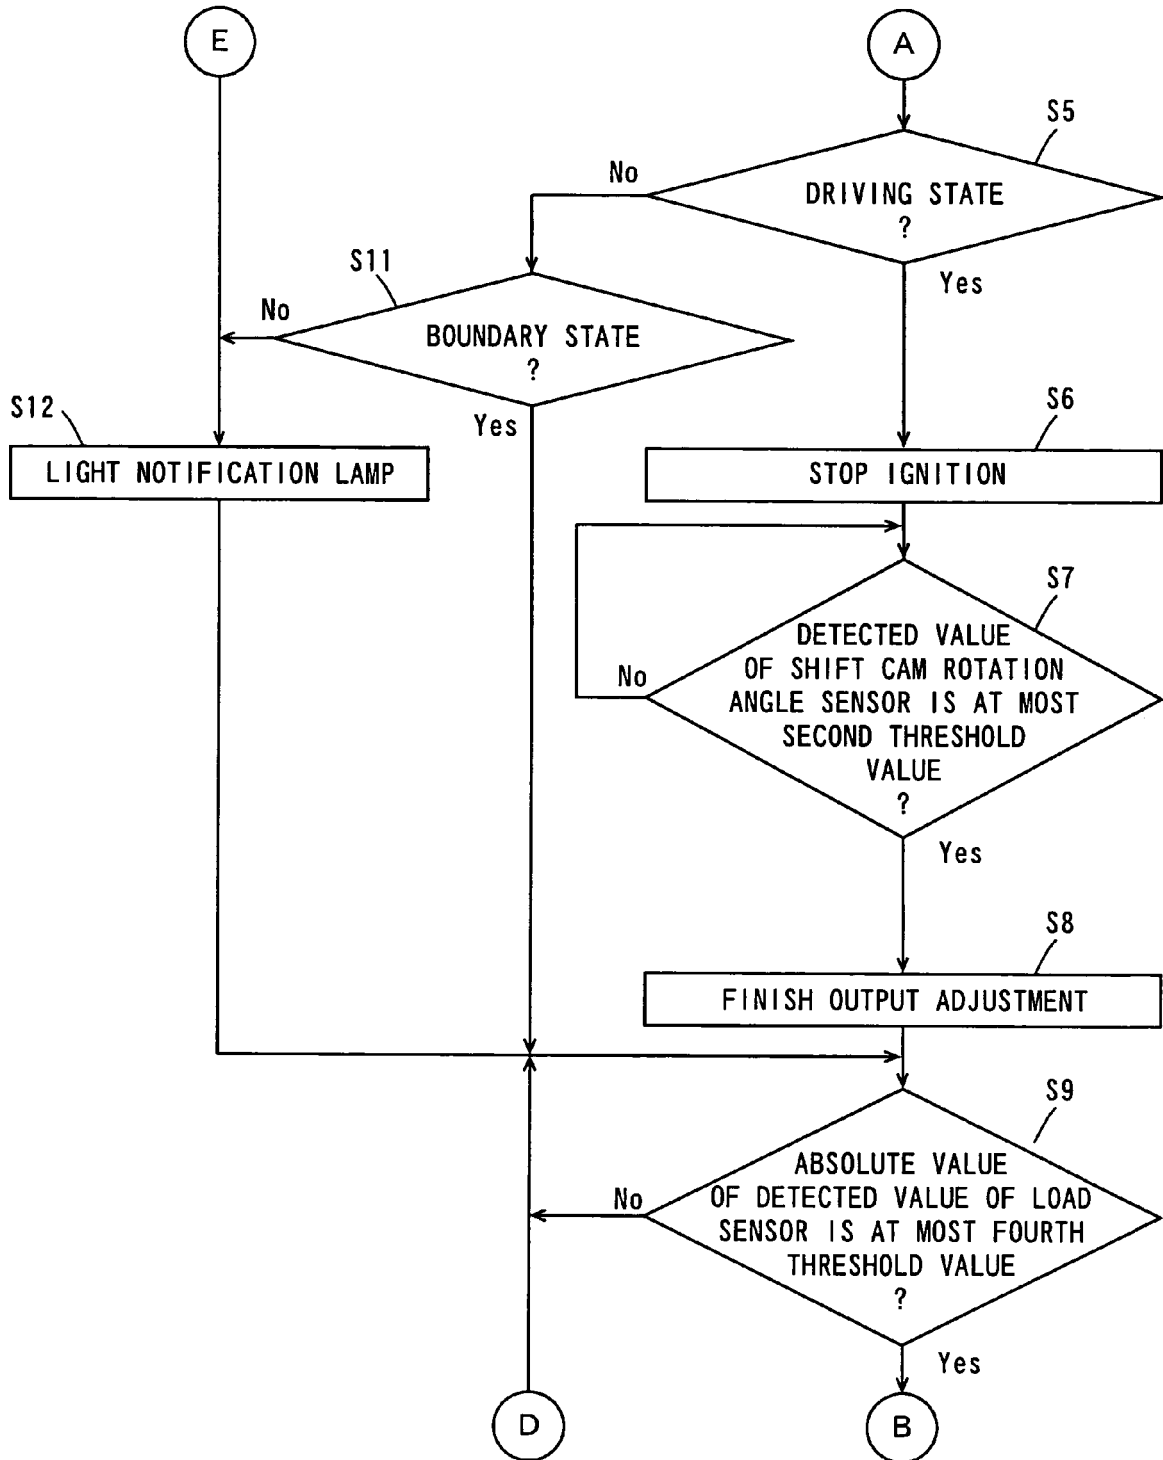 E
A
S5
No
DRIVING STATE
?
Yes
S11
No
BOUNDARY STATE
?
Yes
S12
LIGHT NOTIFICATION LAMP
S6
STOP IGNITION
S7
DETECTED VALUE
OF SHIFT CAM ROTATION
ANGLE SENSOR IS AT MOST
SECOND THRESHOLD
VALUE
?
No
Yes
S8
FINISH OUTPUT ADJUSTMENT
S9
ABSOLUTE VALUE
OF DETECTED VALUE OF LOAD
SENSOR IS AT MOST FOURTH
THRESHOLD VALUE
?
No
Yes
D
B